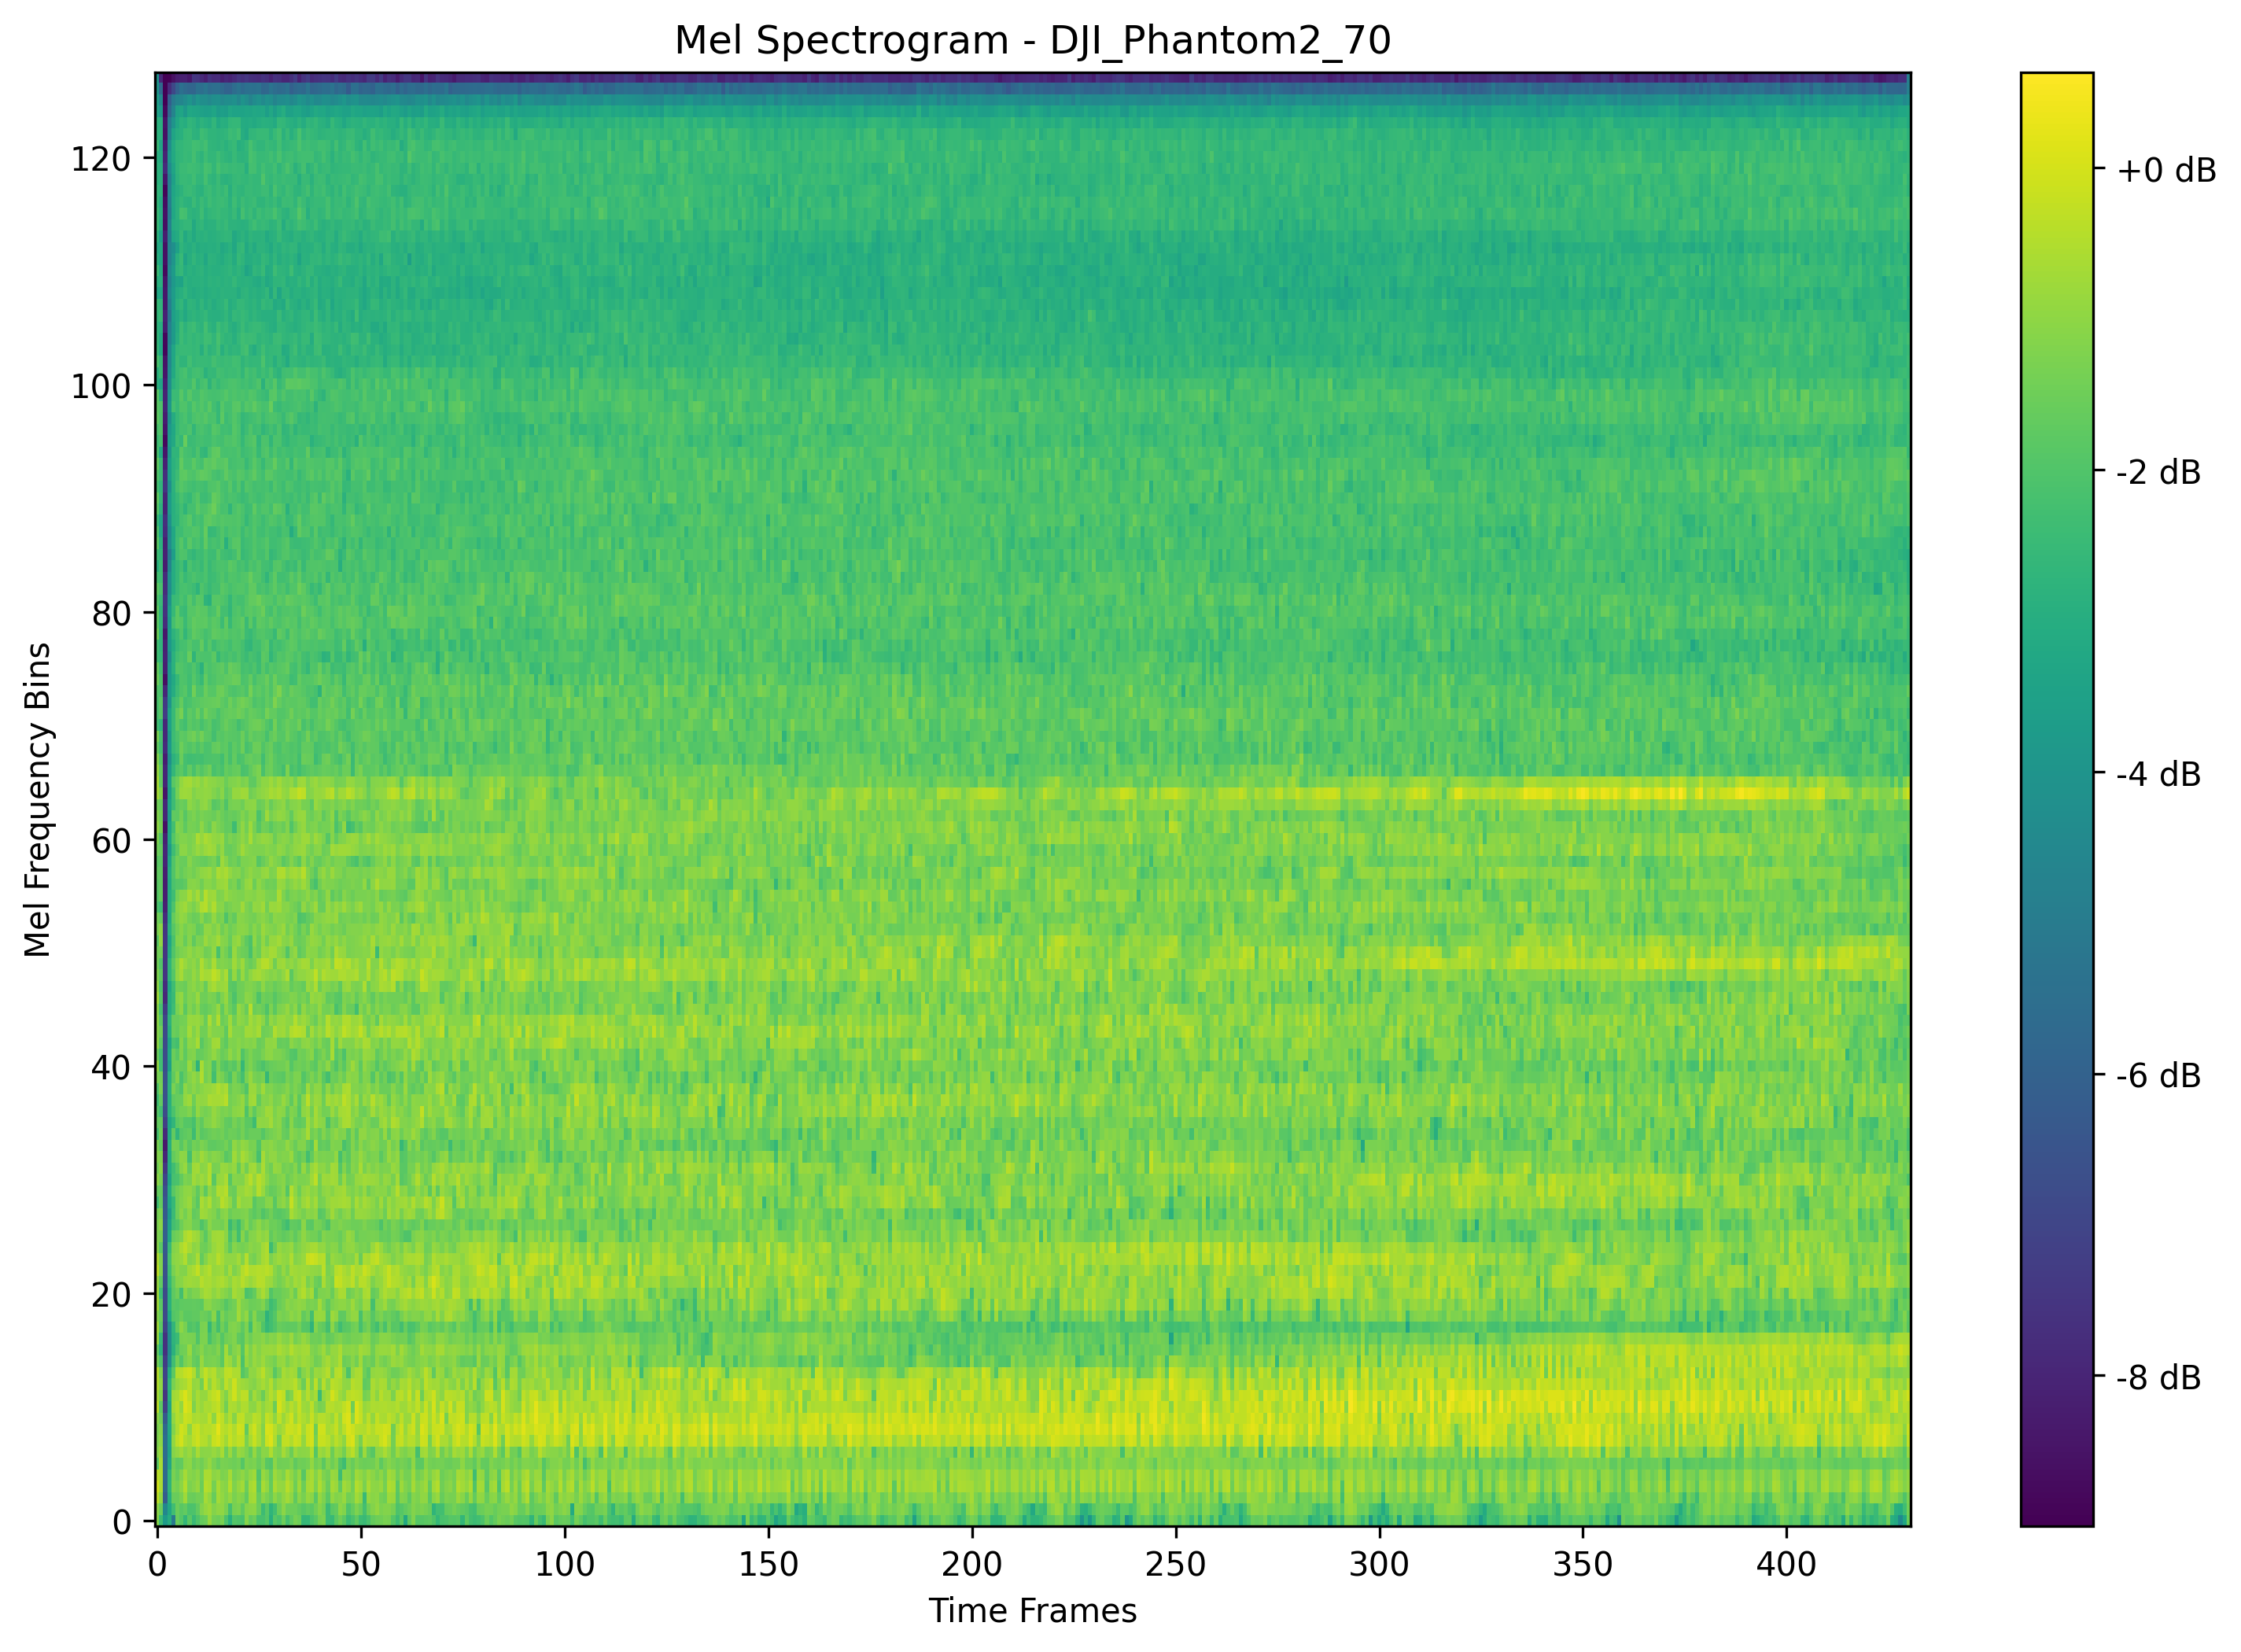 Mel Spectrogram - DJI_Phantom2_70
Mel Frequency Bins
120
100
80
60
40
20
0
0 50 100 150 200 250 300 350 400
Time Frames
+0 dB
-2 dB
-4 dB
-6 dB
-8 dB